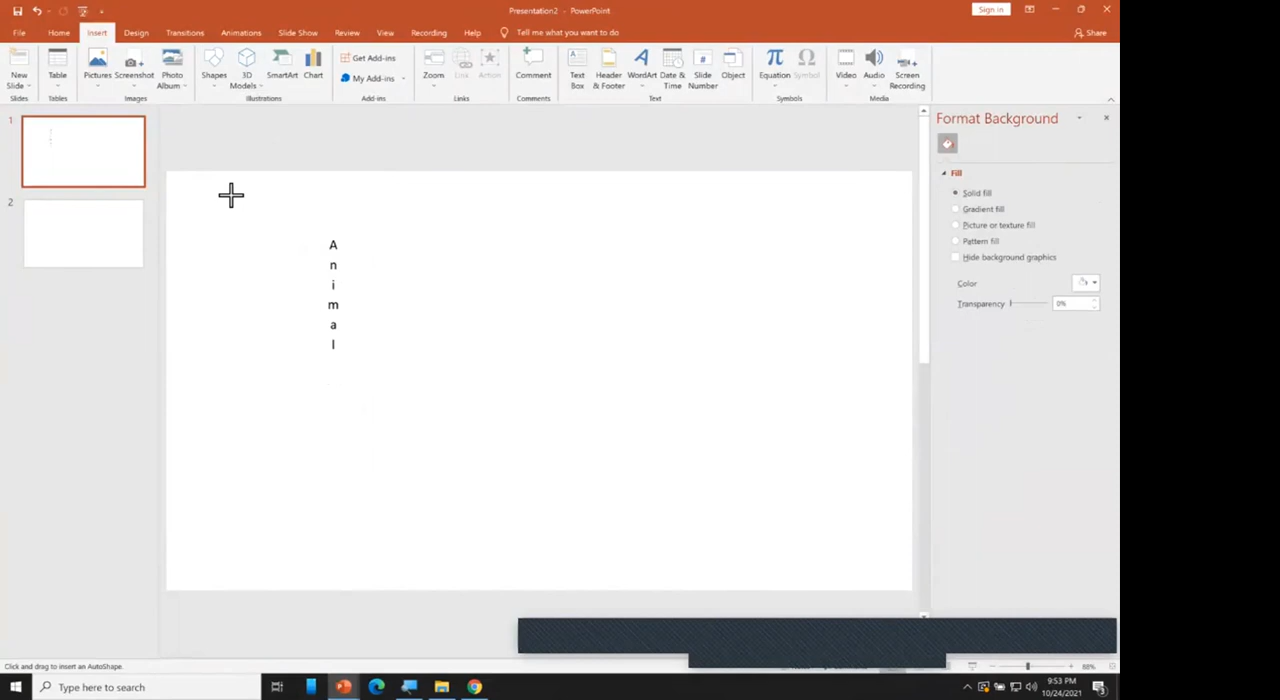 Presentation2 - PowerPoint
Sign in
File Home Insert Design Transitions Animations Slide Show Review View Recording Help Tell me what you want to do Share
New Slide
Slides
Table
Tables
Pictures Screenshot Photo Album
Images
Shapes 3D Models SmartArt Chart
Illustrations
Get Add-ins
My Add-ins
Add-ins
Zoom Link Action
Links
Comment
Comments
Text Box Header & Footer WordArt Date & Time Slide Number Object
Text
Equation Symbol
Symbols
Video Audio Screen Recording
Media
1
2
A
n
i
m
a
l
Format Background
Fill
Solid fill
Gradient fill
Picture or texture fill
Pattern fill
Hide background graphics
Color
Transparency 0%
Click and drag to insert an AutoShape.
88%
Type here to search
9:53 PM
10/24/2021
3